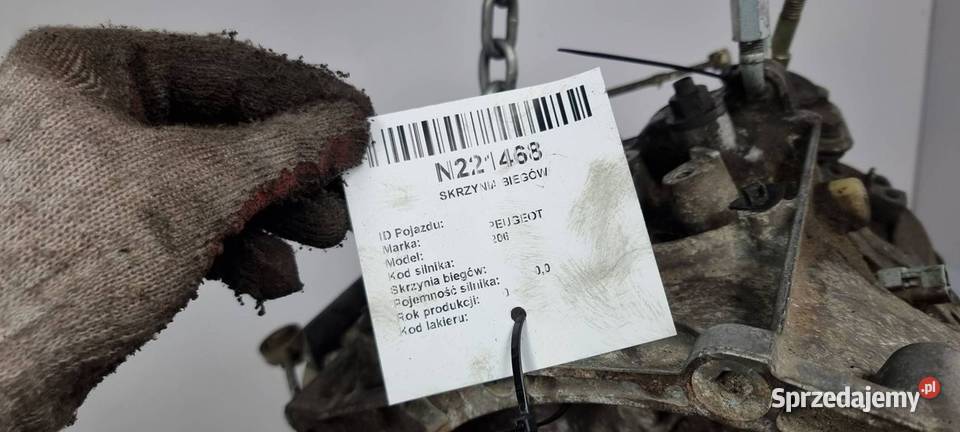 N221468
SKRZYNIA BIEGÓW
ID Pojazdu:
Marka: PEUGEOT
Model: 206
Kod silnika:
Skrzynia biegów:
Pojemność silnika: 0,0
Rok produkcji: 0
Kod lakieru:
Sprzedajemy.pl